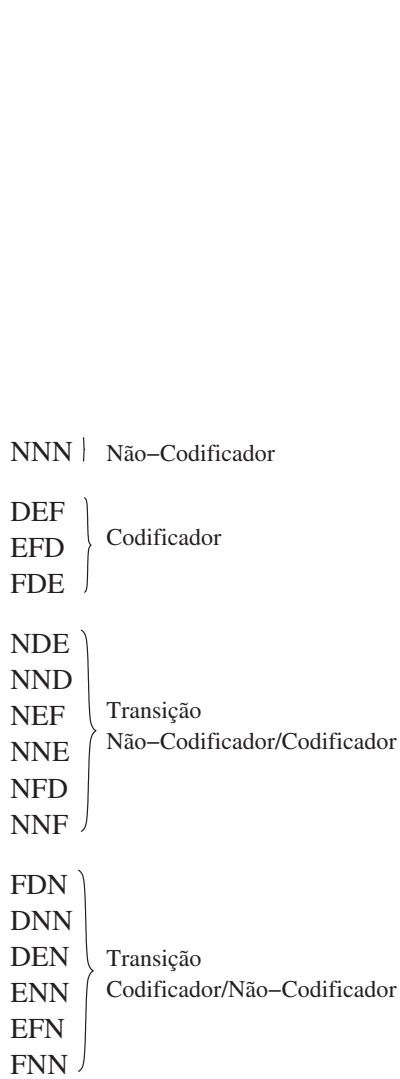 NNN Não−Codificador
DEF
EFD
FDE
Codificador
NDE
NND
NEF
NNE
NFD
NNF
Transição
Não−Codificador/Codificador
FDN
DNN
DEN
ENN
EFN
FNN
Transição
Codificador/Não−Codificador